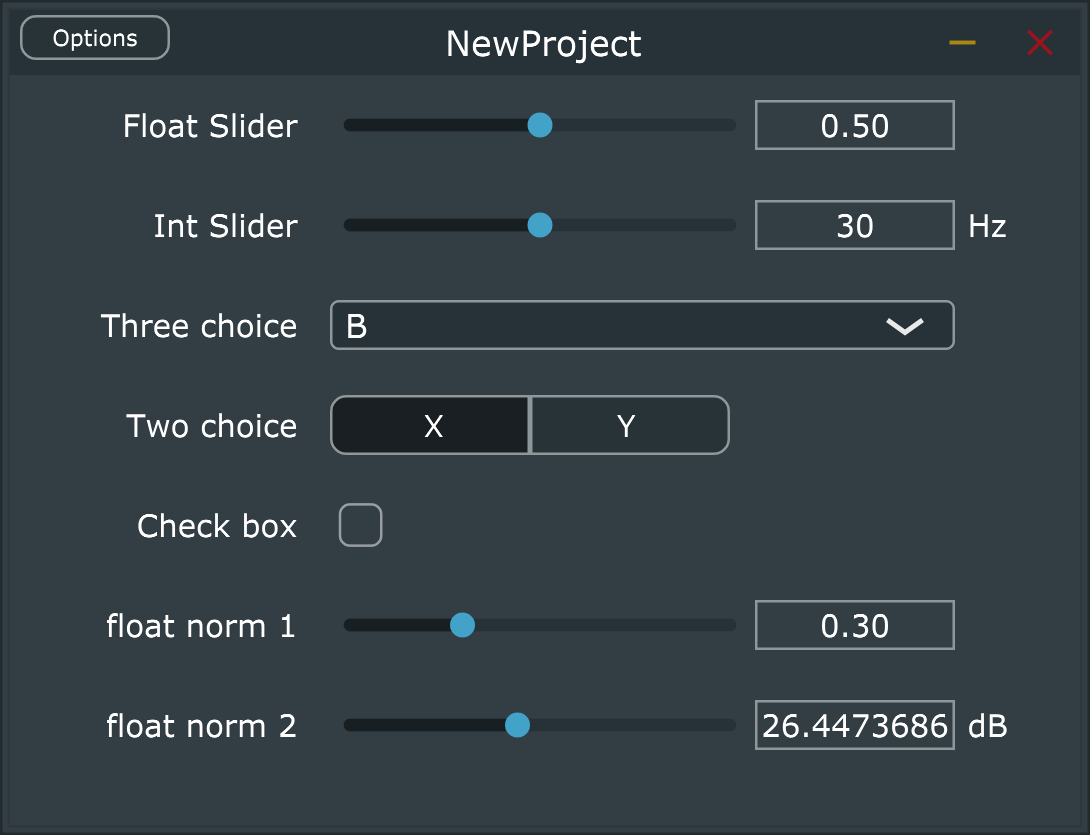 Options
NewProject
Float Slider
0.50
Int Slider
30 Hz
Three choice
B
Two choice
X Y
Check box
float norm 1
0.30
float norm 2
26.4473686 dB